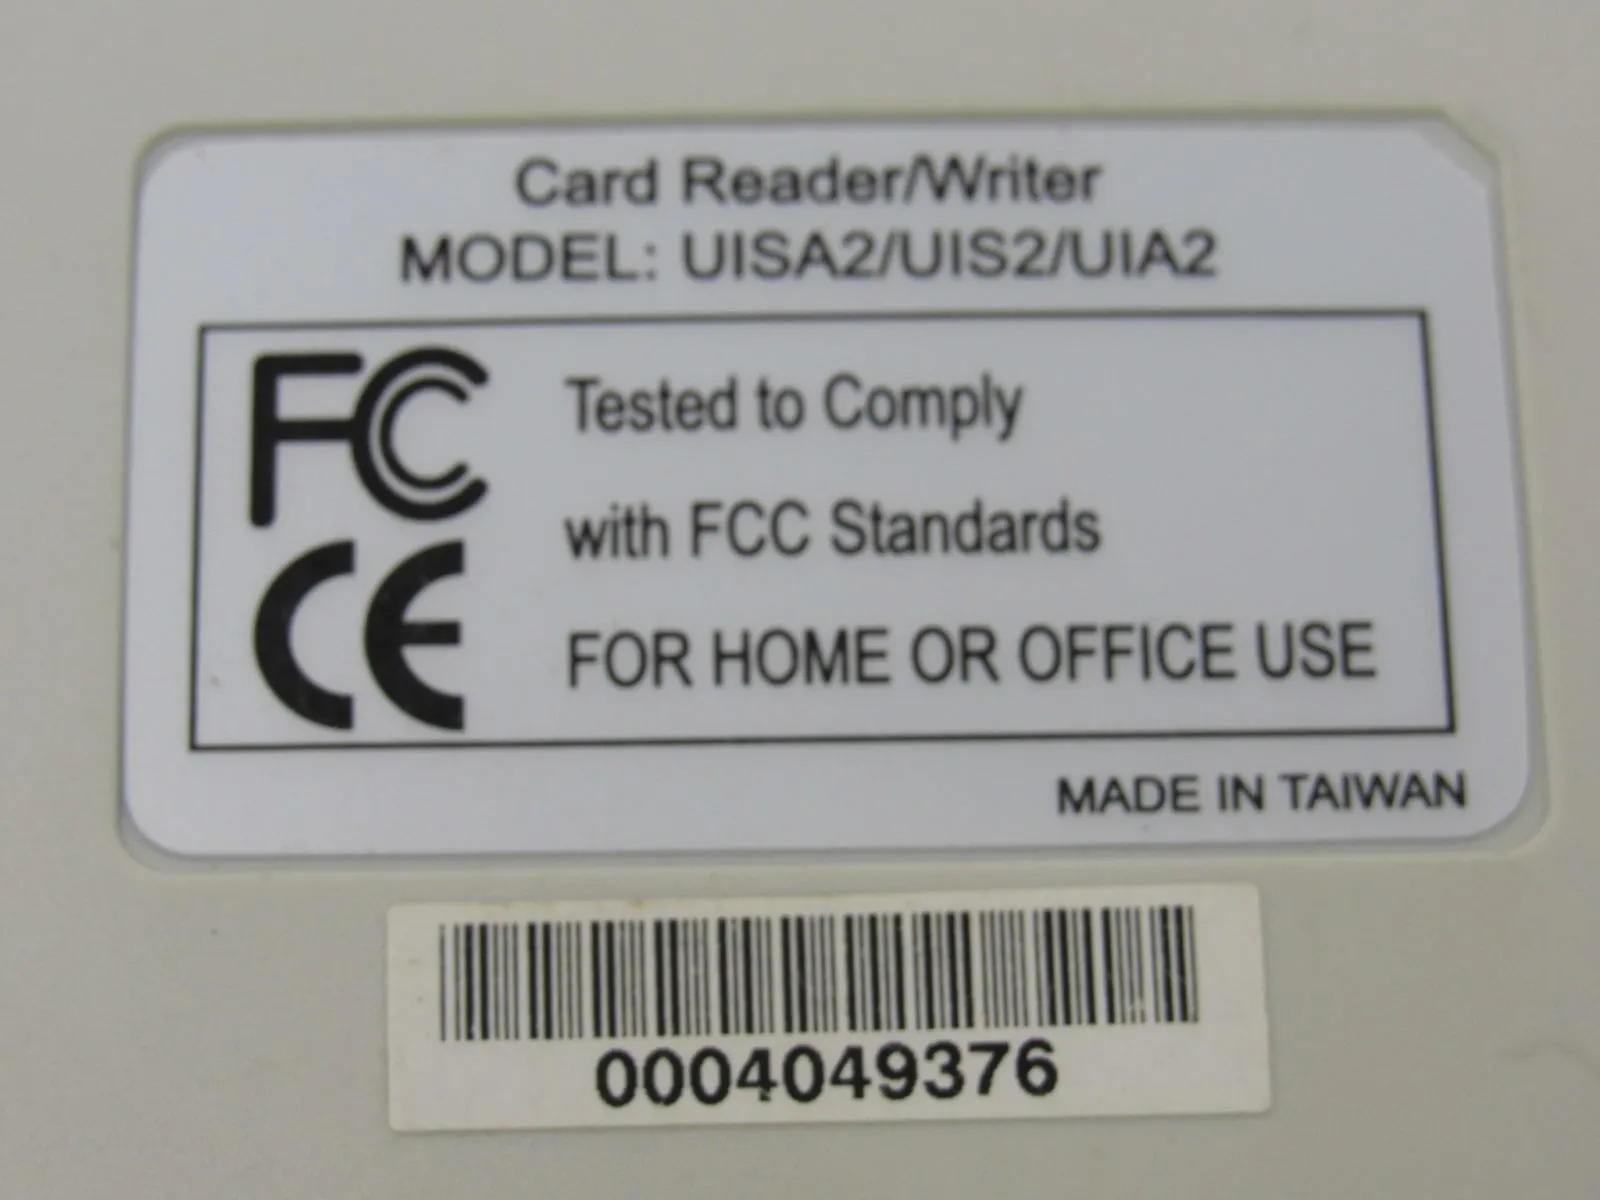 Card Reader/Writer
MODEL: UISA2/UIS2/UIA2
FC
Tested to Comply
with FCC Standards
CE
FOR HOME OR OFFICE USE
MADE IN TAIWAN
0004049376